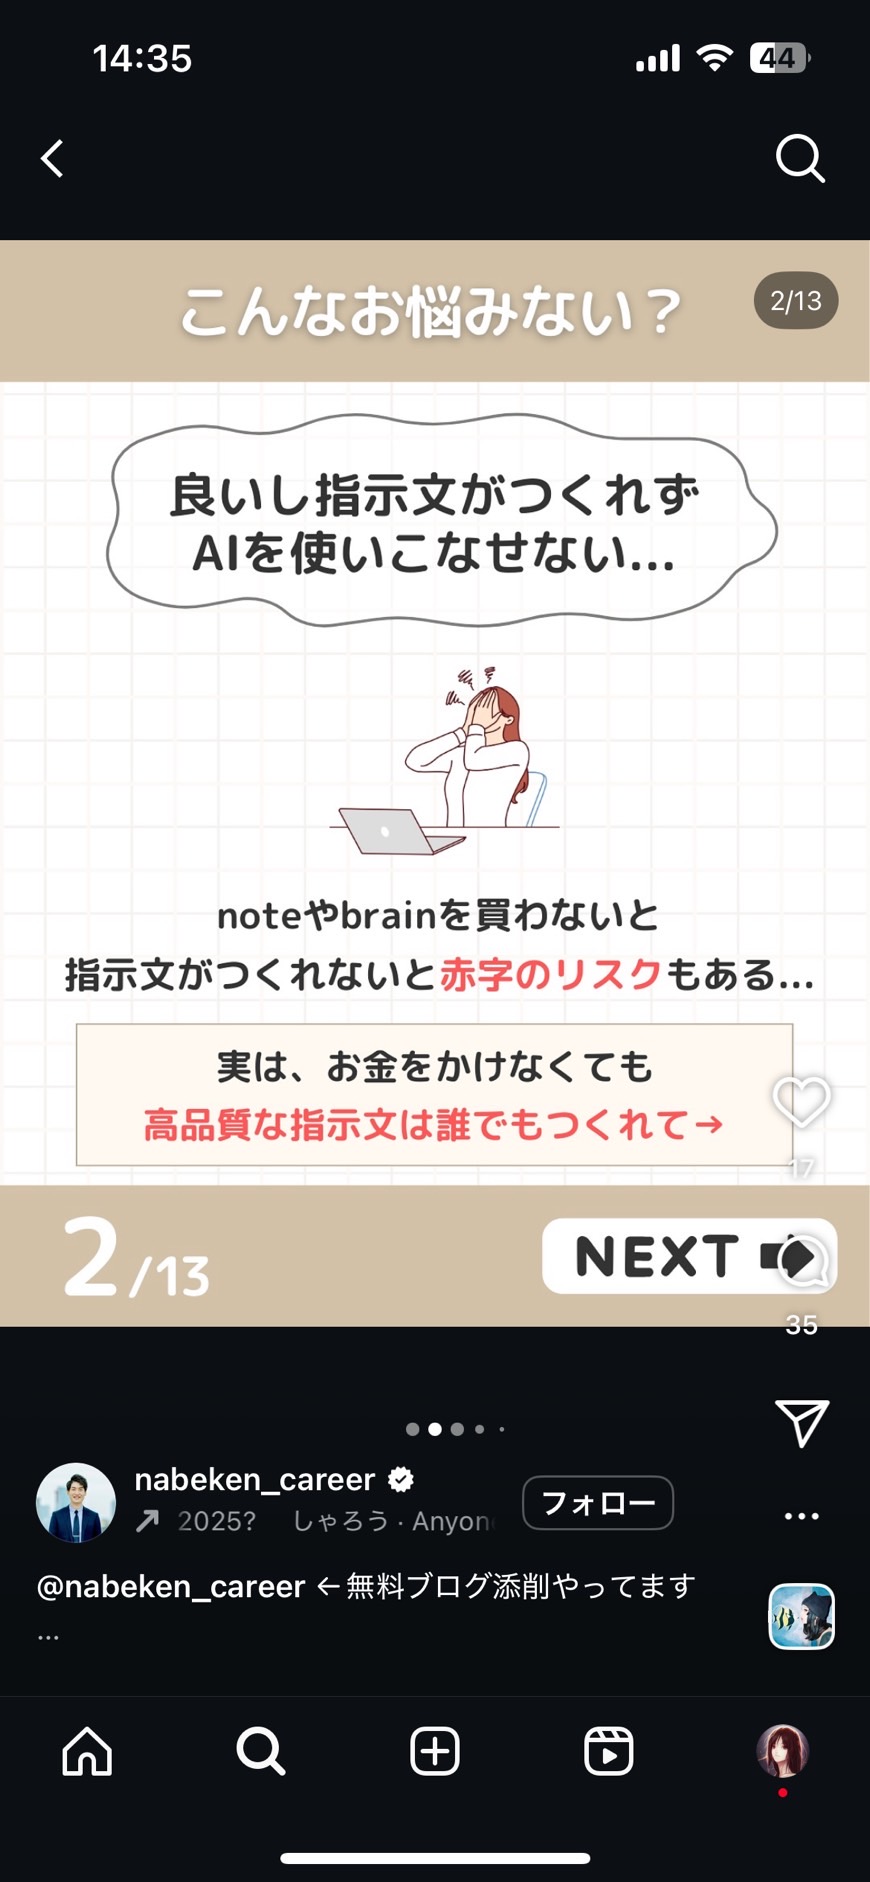 14:35
44
こんなお悩みない？
2/13
良いし指示文がつくれず
AIを使いこなせない...
noteやbrainを買わないと
指示文がつくれないと赤字のリスクもある...
実は、お金をかけなくても
高品質な指示文は誰でもつくれて→
17
2/13
NEXT
35
nabeken_career
2025? しゃろう · Anyon
フォロー
@nabeken_career ←無料ブログ添削やってます
...